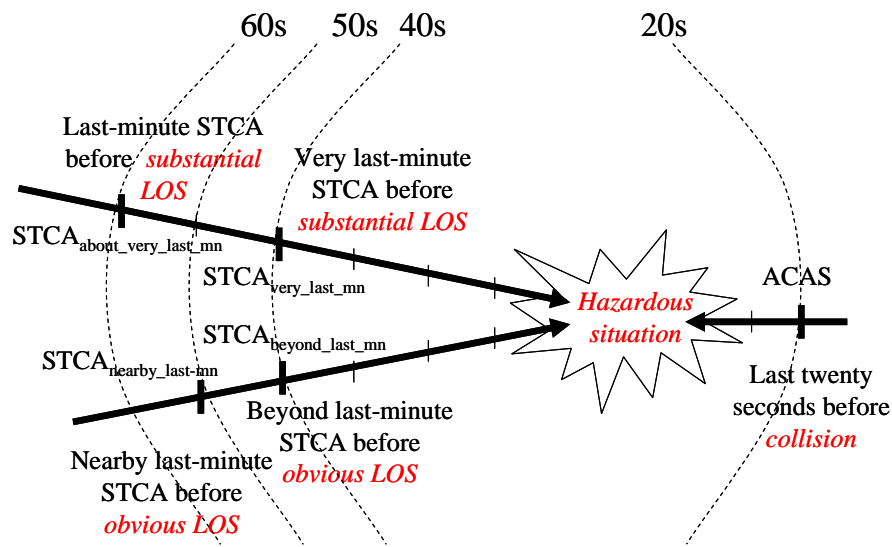 60s 50s 40s 20s
Last-minute STCA
before substantial
LOS
Very last-minute
STCA before
substantial LOS
STCAabout_very_last_mn
STCAvery_last_mn
ACAS
Hazardous
situation
STCAbeyond_last_mn
STCAnearby_last-mn
Last twenty
seconds before
collision
Beyond last-minute
STCA before
obvious LOS
Nearby last-minute
STCA before
obvious LOS